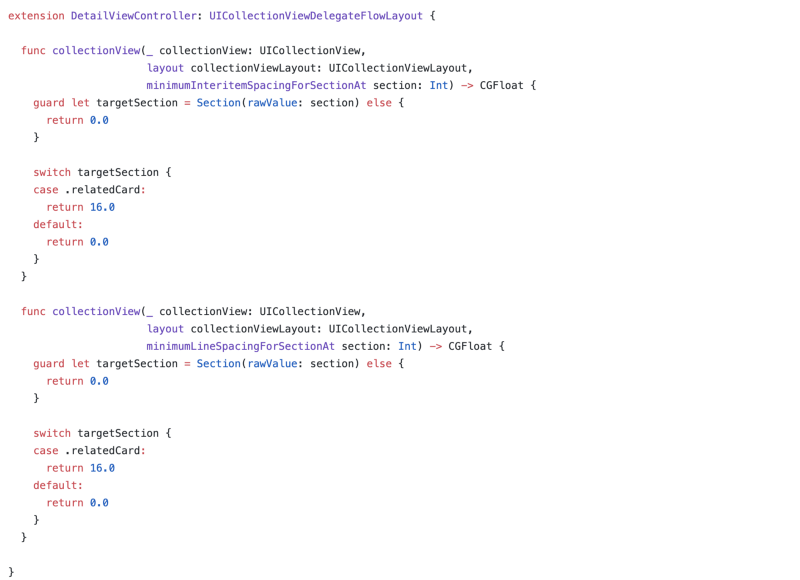 extension DetailViewController: UICollectionViewDelegateFlowLayout {
  func collectionView(_ collectionView: UICollectionView,
                      layout collectionViewLayout: UICollectionViewLayout,
                      minimumInteritemSpacingForSectionAt section: Int) -> CGFloat {
    guard let targetSection = Section(rawValue: section) else {
      return 0.0
    }
    switch targetSection {
    case .relatedCard:
      return 16.0
    default:
      return 0.0
    }
  }
  func collectionView(_ collectionView: UICollectionView,
                      layout collectionViewLayout: UICollectionViewLayout,
                      minimumLineSpacingForSectionAt section: Int) -> CGFloat {
    guard let targetSection = Section(rawValue: section) else {
      return 0.0
    }
    switch targetSection {
    case .relatedCard:
      return 16.0
    default:
      return 0.0
    }
  }
}